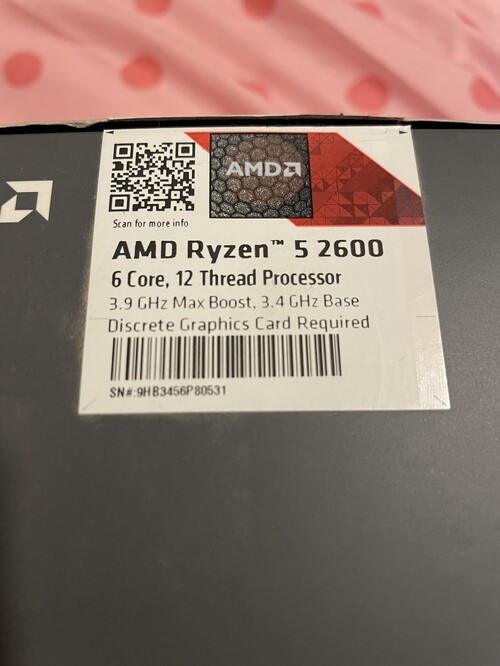 AMD
Scan for more info
AMD Ryzen™ 5 2600
6 Core, 12 Thread Processor
3.9 GHz Max Boost, 3.4 GHz Base
Discrete Graphics Card Required
SN#:9HB3456P80531